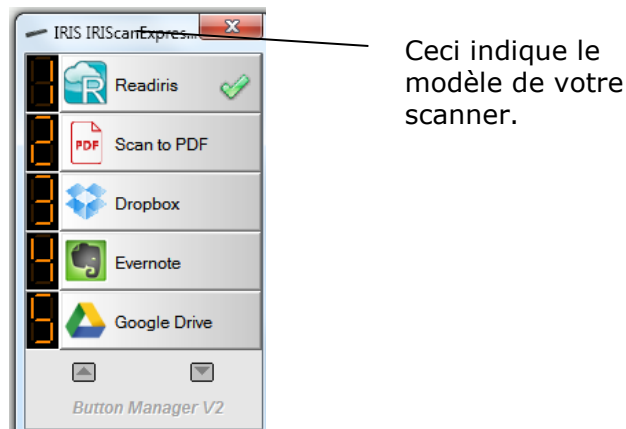 IRIS IRIScanExpres...
Ceci indique le
modèle de votre
scanner.
1 Readiris
2 PDF Scan to PDF
3 Dropbox
4 Evernote
5 Google Drive
Button Manager V2